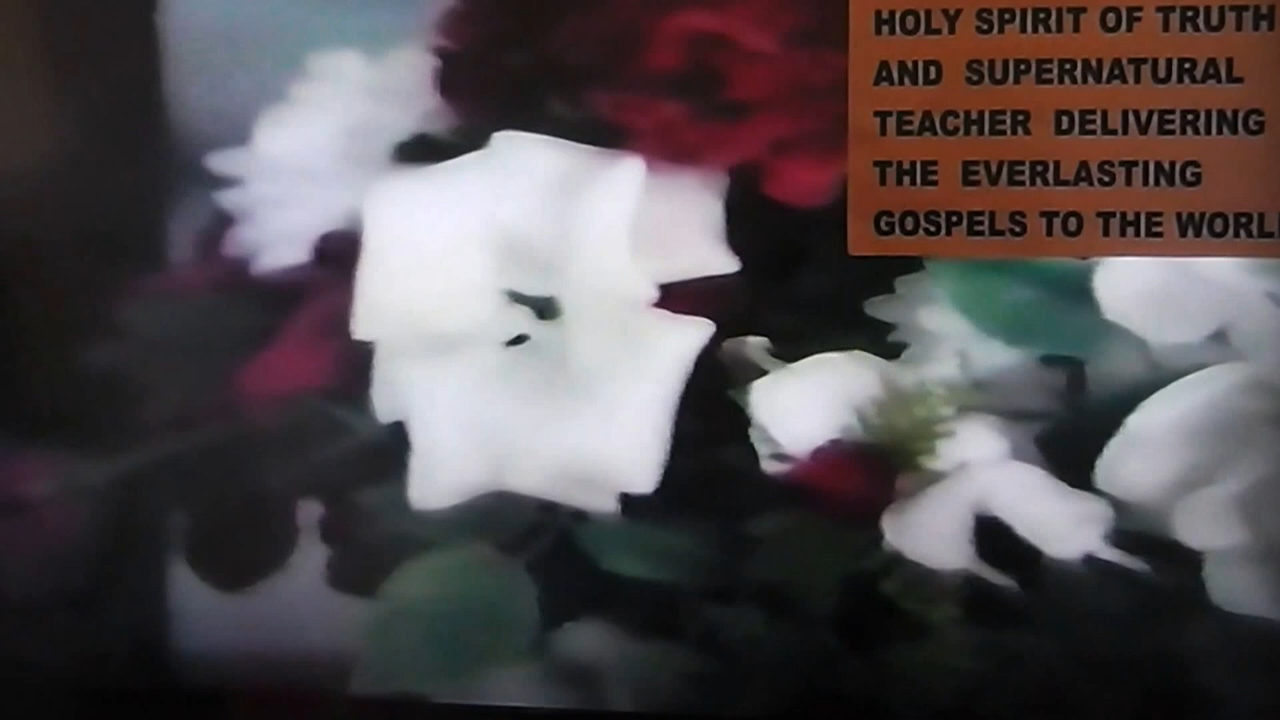 HOLY SPIRIT OF TRUTH
AND SUPERNATURAL
TEACHER DELIVERING
THE EVERLASTING
GOSPELS TO THE WORL